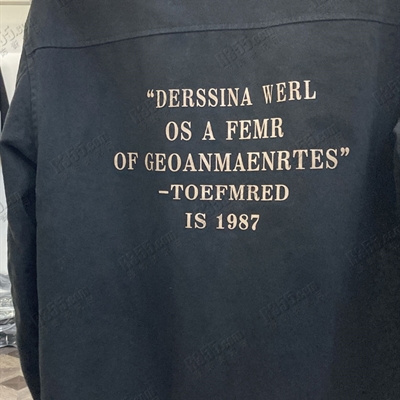 “DERSSINA WERL
OS A FEMR
OF GEOANMAENRTES”
–TOEFMRED
IS 1987